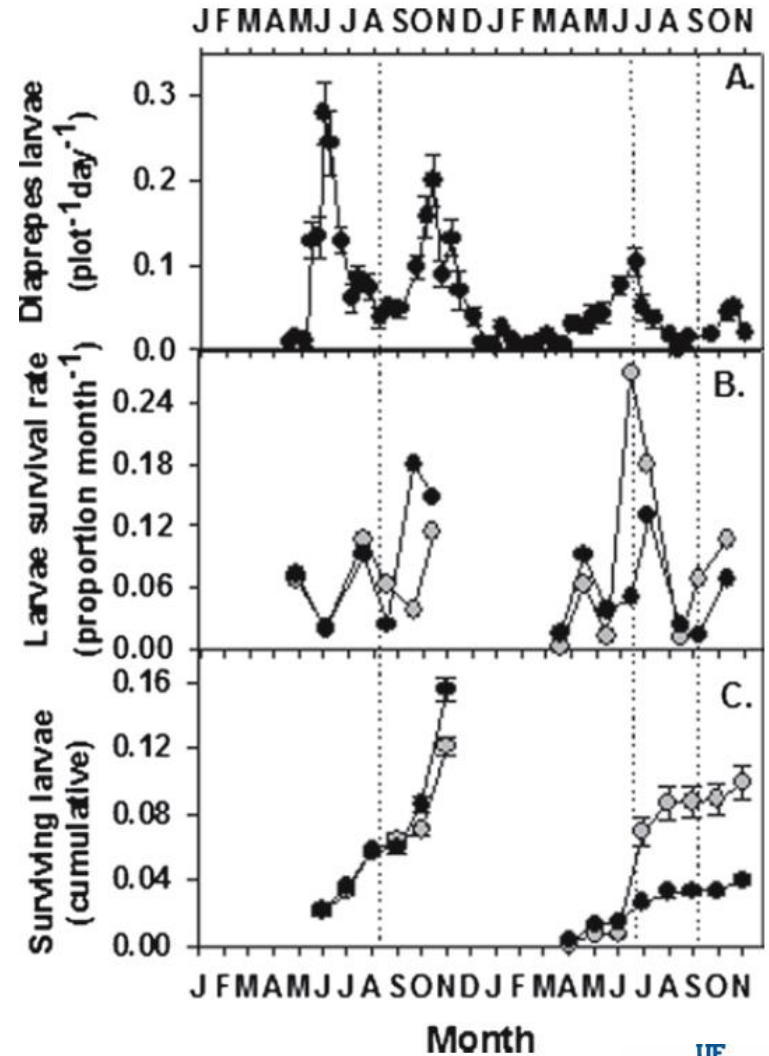 J F M A M J J A S O N D J F M A M J J A S O N
A.
Diaprepes larvae
(plot⁻¹day⁻¹)
0.3
0.2
0.1
0.0
B.
Larvae survival rate
(proportion month⁻¹)
0.24
0.18
0.12
0.06
0.00
C.
Surviving larvae
(cumulative)
0.16
0.12
0.08
0.04
0.00
J F M A M J J A S O N D J F M A M J J A S O N
Month
UF